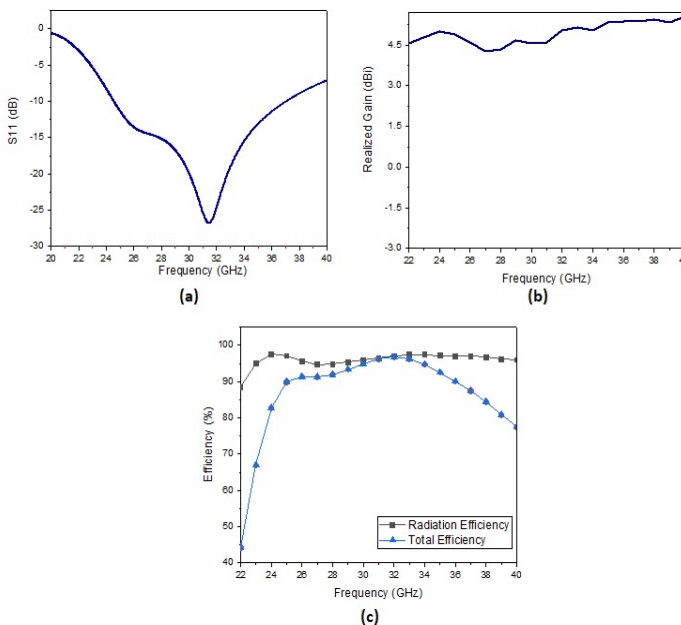 0
-5
-10
-15
-20
-25
-30
S11 (dB)
20 22 24 26 28 30 32 34 36 38 40
Frequency (GHz)
(a)
4.5
3.0
1.5
0.0
-1.5
-3.0
Realized Gain (dBi)
22 24 26 28 30 32 34 36 38
Frequency (GHz)
(b)
100
90
80
70
60
50
40
Efficiency (%)
Radiation Efficiency
Total Efficiency
22 24 26 28 30 32 34 36 38 40
Frequency (GHz)
(c)